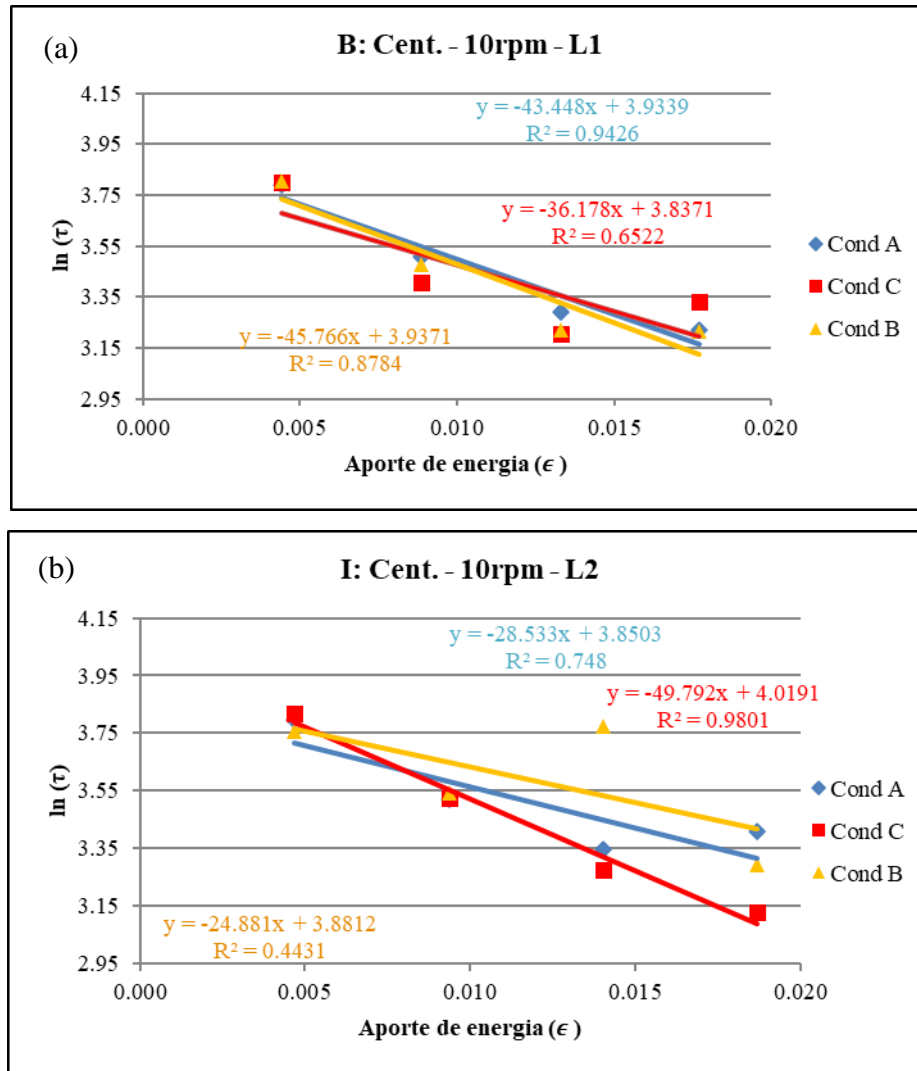 (a)
B: Cent. - 10rpm - L1
4.15
3.95
3.75
3.55
3.35
3.15
2.95
ln (τ)
y = -43.448x + 3.9339
R² = 0.9426
y = -36.178x + 3.8371
R² = 0.6522
y = -45.766x + 3.9371
R² = 0.8784
Cond A
Cond C
Cond B
0.000 0.005 0.010 0.015 0.020
Aporte de energia (ϵ )
(b)
I: Cent. - 10rpm - L2
4.15
3.95
3.75
3.55
3.35
3.15
2.95
ln (τ)
y = -28.533x + 3.8503
R² = 0.748
y = -49.792x + 4.0191
R² = 0.9801
y = -24.881x + 3.8812
R² = 0.4431
Cond A
Cond C
Cond B
0.000 0.005 0.010 0.015 0.020
Aporte de energia (ϵ )